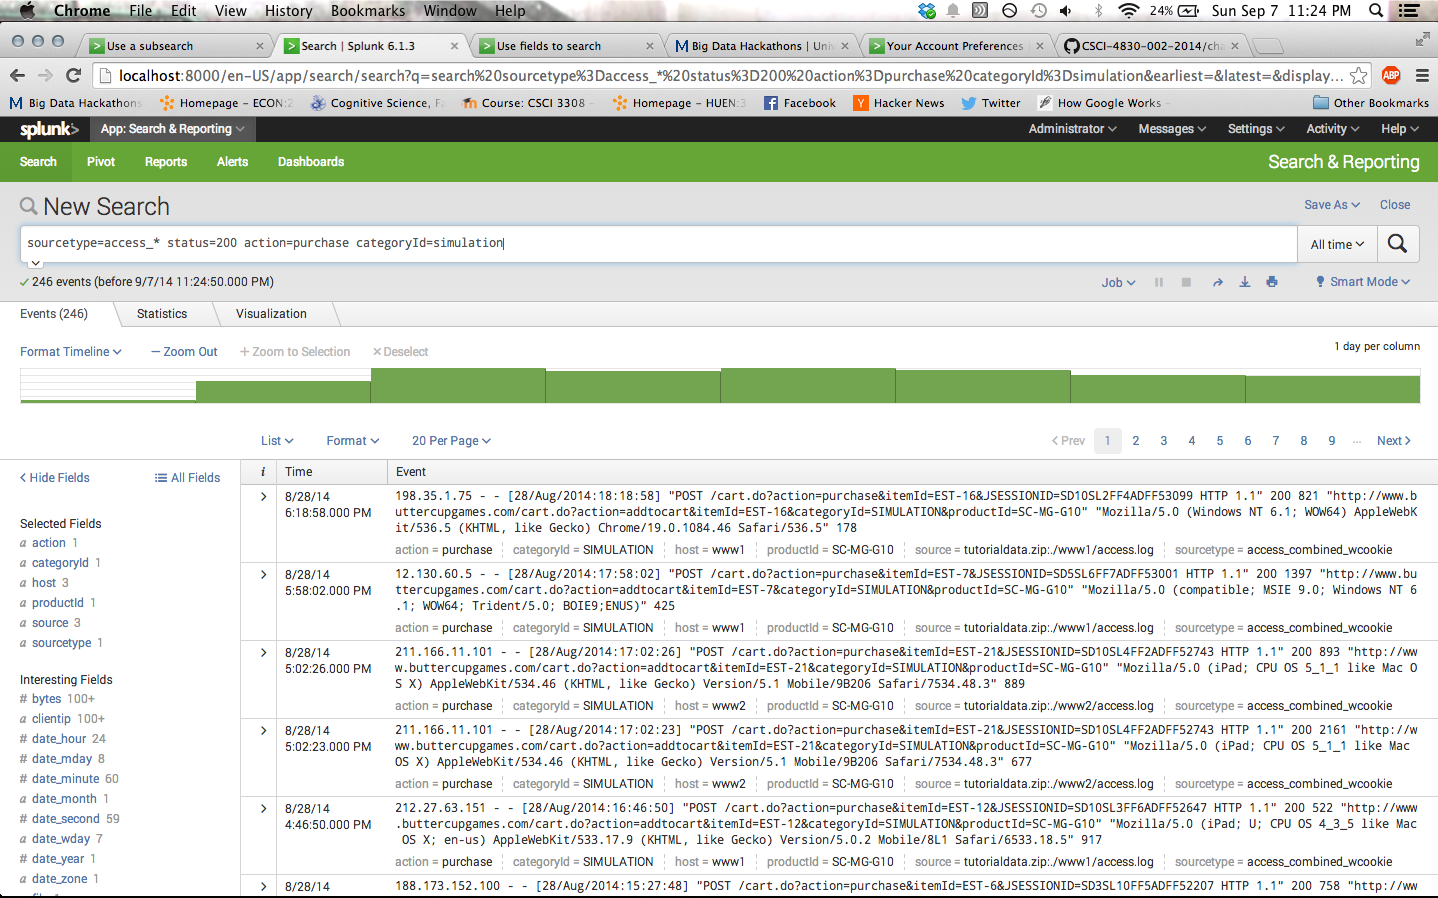 Chrome File Edit View History Bookmarks Window Help 24% Sun Sep 7 11:24 PM
Use a subsearch Search | Splunk 6.1.3 Use fields to search Big Data Hackathons | Univ Your Account Preferences CSCI-4830-002-2014/cha
localhost:8000/en-US/app/search/search?q=search%20sourcetype%3Daccess_*%20status%3D200%20action%3Dpurchase%20categoryId%3Dsimulation&earliest=&latest=&display... ABP
Big Data Hackathons Homepage – ECON:2 Cognitive Science, Fa Course: CSCI 3308 – Homepage – HUEN:3 Facebook Hacker News Twitter How Google Works – Other Bookmarks
splunk> App: Search & Reporting Administrator Messages Settings Activity Help
Search Pivot Reports Alerts Dashboards Search & Reporting
New Search Save As Close
sourcetype=access_* status=200 action=purchase categoryId=simulation All time
246 events (before 9/7/14 11:24:50.000 PM) Job Smart Mode
Events (246) Statistics Visualization
Format Timeline — Zoom Out + Zoom to Selection × Deselect 1 day per column
List Format 20 Per Page < Prev 1 2 3 4 5 6 7 8 9 ... Next >
< Hide Fields All Fields i Time Event
Selected Fields
a action 1
a categoryId 1
a host 3
a productId 1
a source 3
a sourcetype 1
Interesting Fields
# bytes 100+
a clientip 100+
# date_hour 24
# date_mday 8
# date_minute 60
a date_month 1
# date_second 59
a date_wday 7
# date_year 1
a date_zone 1
8/28/14
6:18:58.000 PM
198.35.1.75 - - [28/Aug/2014:18:18:58] "POST /cart.do?action=purchase&itemId=EST-16&JSESSIONID=SD10SL2FF4ADFF53099 HTTP 1.1" 200 821 "http://www.b
uttercupgames.com/cart.do?action=addtocart&itemId=EST-16&categoryId=SIMULATION&productId=SC-MG-G10" "Mozilla/5.0 (Windows NT 6.1; WOW64) AppleWebK
it/536.5 (KHTML, like Gecko) Chrome/19.0.1084.46 Safari/536.5" 178
action = purchase categoryId = SIMULATION host = www1 productId = SC-MG-G10 source = tutorialdata.zip:./www1/access.log sourcetype = access_combined_wcookie
8/28/14
5:58:02.000 PM
12.130.60.5 - - [28/Aug/2014:17:58:02] "POST /cart.do?action=purchase&itemId=EST-7&JSESSIONID=SD5SL6FF7ADFF53001 HTTP 1.1" 200 1397 "http://www.bu
ttercupgames.com/cart.do?action=addtocart&itemId=EST-7&categoryId=SIMULATION&productId=SC-MG-G10" "Mozilla/5.0 (compatible; MSIE 9.0; Windows NT 6
.1; WOW64; Trident/5.0; BOIE9;ENUS)" 425
action = purchase categoryId = SIMULATION host = www1 productId = SC-MG-G10 source = tutorialdata.zip:./www1/access.log sourcetype = access_combined_wcookie
8/28/14
5:02:26.000 PM
211.166.11.101 - - [28/Aug/2014:17:02:26] "POST /cart.do?action=purchase&itemId=EST-21&JSESSIONID=SD10SL4FF2ADFF52743 HTTP 1.1" 200 893 "http://ww
w.buttercupgames.com/cart.do?action=addtocart&itemId=EST-21&categoryId=SIMULATION&productId=SC-MG-G10" "Mozilla/5.0 (iPad; CPU OS 5_1_1 like Mac O
S X) AppleWebKit/534.46 (KHTML, like Gecko) Version/5.1 Mobile/9B206 Safari/7534.48.3" 889
action = purchase categoryId = SIMULATION host = www2 productId = SC-MG-G10 source = tutorialdata.zip:./www2/access.log sourcetype = access_combined_wcookie
8/28/14
5:02:23.000 PM
211.166.11.101 - - [28/Aug/2014:17:02:23] "POST /cart.do?action=purchase&itemId=EST-21&JSESSIONID=SD10SL4FF2ADFF52743 HTTP 1.1" 200 2161 "http://w
ww.buttercupgames.com/cart.do?action=addtocart&itemId=EST-21&categoryId=SIMULATION&productId=SC-MG-G10" "Mozilla/5.0 (iPad; CPU OS 5_1_1 like Mac
OS X) AppleWebKit/534.46 (KHTML, like Gecko) Version/5.1 Mobile/9B206 Safari/7534.48.3" 677
action = purchase categoryId = SIMULATION host = www2 productId = SC-MG-G10 source = tutorialdata.zip:./www2/access.log sourcetype = access_combined_wcookie
8/28/14
4:46:50.000 PM
212.27.63.151 - - [28/Aug/2014:16:46:50] "POST /cart.do?action=purchase&itemId=EST-12&JSESSIONID=SD10SL3FF6ADFF52647 HTTP 1.1" 200 522 "http://www
.buttercupgames.com/cart.do?action=addtocart&itemId=EST-12&categoryId=SIMULATION&productId=SC-MG-G10" "Mozilla/5.0 (iPad; U; CPU OS 4_3_5 like Mac
OS X; en-us) AppleWebKit/533.17.9 (KHTML, like Gecko) Version/5.0.2 Mobile/8L1 Safari/6533.18.5" 917
action = purchase categoryId = SIMULATION host = www1 productId = SC-MG-G10 source = tutorialdata.zip:./www1/access.log sourcetype = access_combined_wcookie
8/28/14
188.173.152.100 - - [28/Aug/2014:15:27:48] "POST /cart.do?action=purchase&itemId=EST-6&JSESSIONID=SD3SL10FF5ADFF52207 HTTP 1.1" 200 758 "http://ww